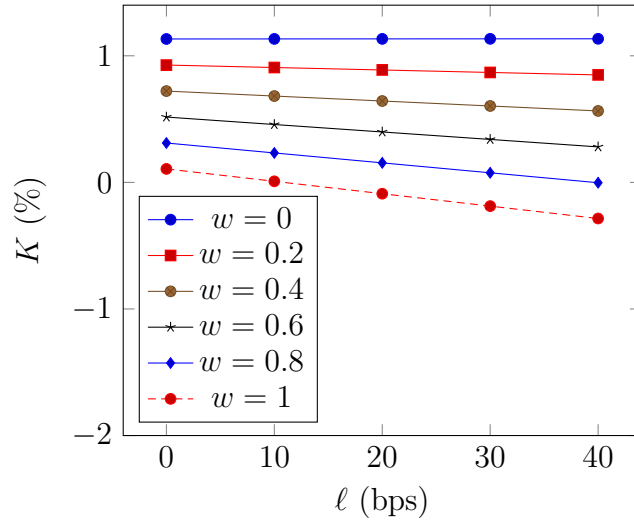 1
0
−1
−2
K (%)
w = 0
w = 0.2
w = 0.4
w = 0.6
w = 0.8
w = 1
0 10 20 30 40
ℓ (bps)